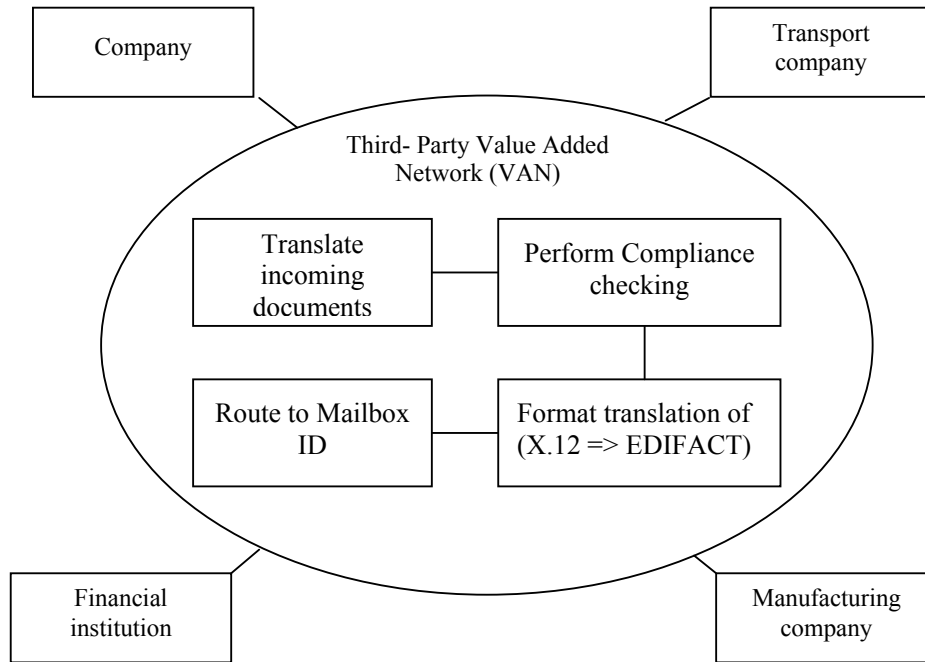 Company
Transport
company
Third- Party Value Added
Network (VAN)
Translate
incoming
documents
Perform Compliance
checking
Route to Mailbox
ID
Format translation of
(X.12 => EDIFACT)
Financial
institution
Manufacturing
company